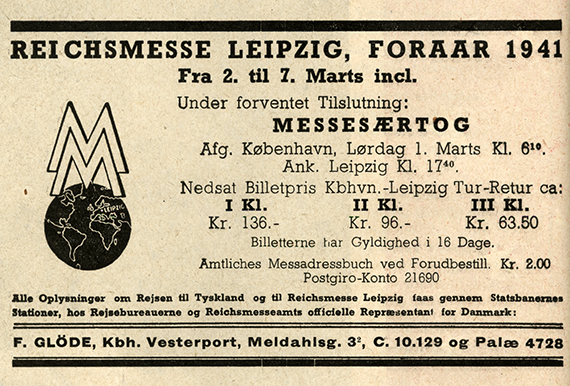 REICHSMESSE LEIPZIG, FORAAR 1941
Fra 2. til 7. Marts incl.
Under forventet Tilslutning:
MESSESÆRTOG
Afg. København, Lørdag 1. Marts Kl. 6¹⁰.
Ank. Leipzig Kl. 17⁴⁰.
Nedsat Billetpris Kbhvn.-Leipzig Tur-Retur ca:
I Kl. II Kl. III Kl.
Kr. 136.- Kr. 96.- Kr. 63.50
Billetterne har Gyldighed i 16 Dage.
Amtliches Messadressbuch ved Forudbestill. Kr. 2.00
Postgiro-Konto 21690
MM
LEIPZIG
Alle Oplysninger om Rejsen til Tyskland og til Reichsmesse Leipzig faas gennem Statsbanernes
Stationer, hos Rejsebureauerne og Reichsmesseamts officielle Repræsentant for Danmark:
F. GLÖDE, Kbh. Vesterport, Meldahlsg. 3², C. 10.129 og Palæ 4728